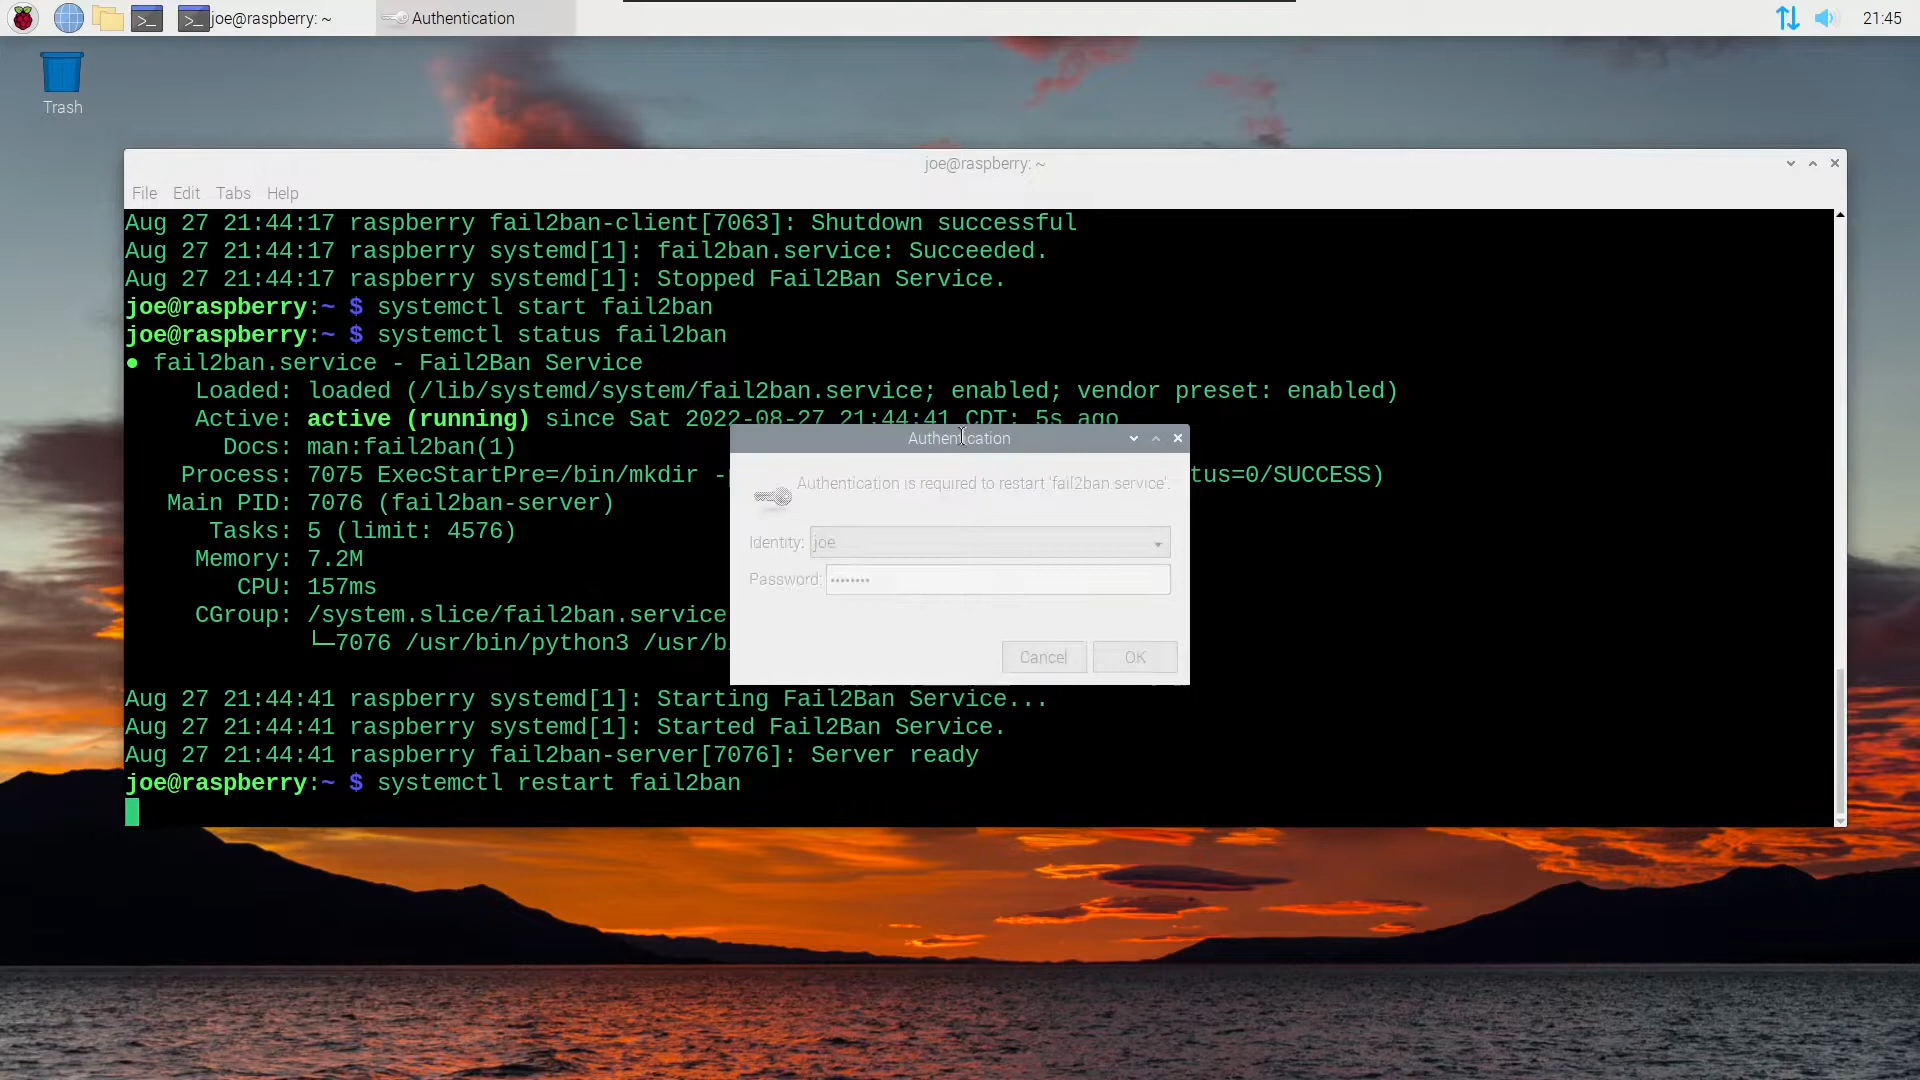 joe@raspberry: ~
Authentication
21:45
Trash
joe@raspberry: ~
File Edit Tabs Help
Aug 27 21:44:17 raspberry fail2ban-client[7063]: Shutdown successful
Aug 27 21:44:17 raspberry systemd[1]: fail2ban.service: Succeeded.
Aug 27 21:44:17 raspberry systemd[1]: Stopped Fail2Ban Service.
joe@raspberry:~ $ systemctl start fail2ban
joe@raspberry:~ $ systemctl status fail2ban
● fail2ban.service - Fail2Ban Service
Loaded: loaded (/lib/systemd/system/fail2ban.service; enabled; vendor preset: enabled)
Active: active (running) since Sat 2022-08-27 21:44:41 CDT; 5s ago
Docs: man:fail2ban(1)
Process: 7075 ExecStartPre=/bin/mkdir - tus=0/SUCCESS)
Main PID: 7076 (fail2ban-server)
Tasks: 5 (limit: 4576)
Memory: 7.2M
CPU: 157ms
CGroup: /system.slice/fail2ban.service
└─7076 /usr/bin/python3 /usr/b
Aug 27 21:44:41 raspberry systemd[1]: Starting Fail2Ban Service...
Aug 27 21:44:41 raspberry systemd[1]: Started Fail2Ban Service.
Aug 27 21:44:41 raspberry fail2ban-server[7076]: Server ready
joe@raspberry:~ $ systemctl restart fail2ban
Authentication
Authentication is required to restart 'fail2ban.service'.
Identity: joe
Password: ••••••••
Cancel OK